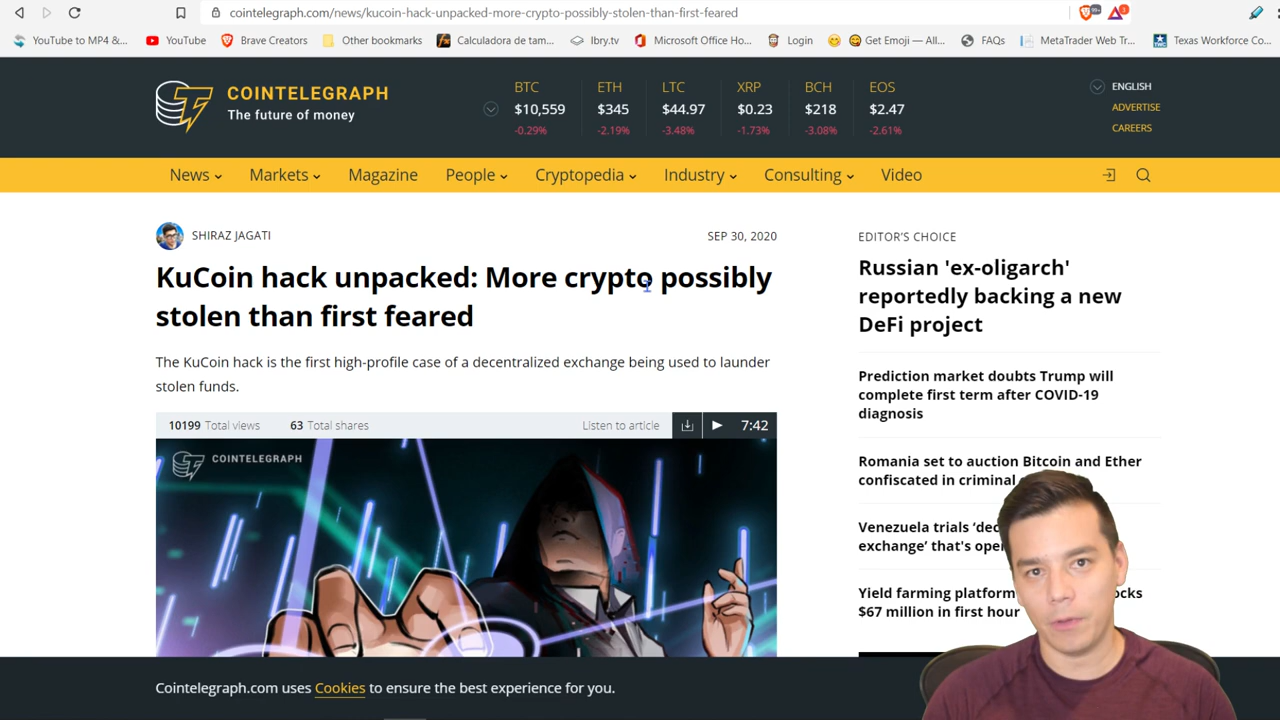 cointelegraph.com/news/kucoin-hack-unpacked-more-crypto-possibly-stolen-than-first-feared
99+
3
YouTube to MP4 &...
YouTube
Brave Creators
Other bookmarks
Calculadora de tam...
lbry.tv
Microsoft Office Ho...
Login
Get Emoji — All...
FAQs
MetaTrader Web Tr...
Texas Workforce Co...
COINTELEGRAPH
The future of money
BTC ETH LTC XRP BCH EOS
$10,559 $345 $44.97 $0.23 $218 $2.47
-0.29% -2.19% -3.48% -1.73% -3.08% -2.61%
ENGLISH
ADVERTISE
CAREERS
News Markets Magazine People Cryptopedia Industry Consulting Video
SHIRAZ JAGATI
SEP 30, 2020
KuCoin hack unpacked: More crypto possibly
stolen than first feared
The KuCoin hack is the first high-profile case of a decentralized exchange being used to launder
stolen funds.
10199 Total views 63 Total shares Listen to article 7:42
COINTELEGRAPH
EDITOR'S CHOICE
Russian 'ex-oligarch'
reportedly backing a new
DeFi project
Prediction market doubts Trump will
complete first term after COVID-19
diagnosis
Romania set to auction Bitcoin and Ether
confiscated in criminal
Venezuela trials
exchange' that's
Yield farming platform
$67 million in first hour
Cointelegraph.com uses Cookies to ensure the best experience for you.